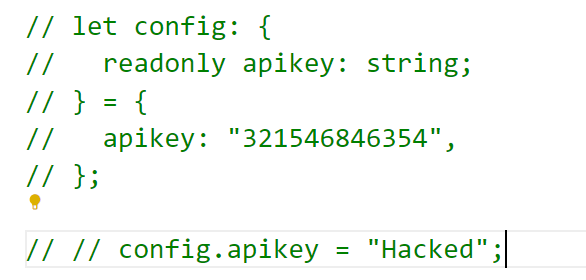 // let config: {
//   readonly apikey: string;
// } = {
//   apikey: "321546846354",
// };
// // config.apikey = "Hacked";